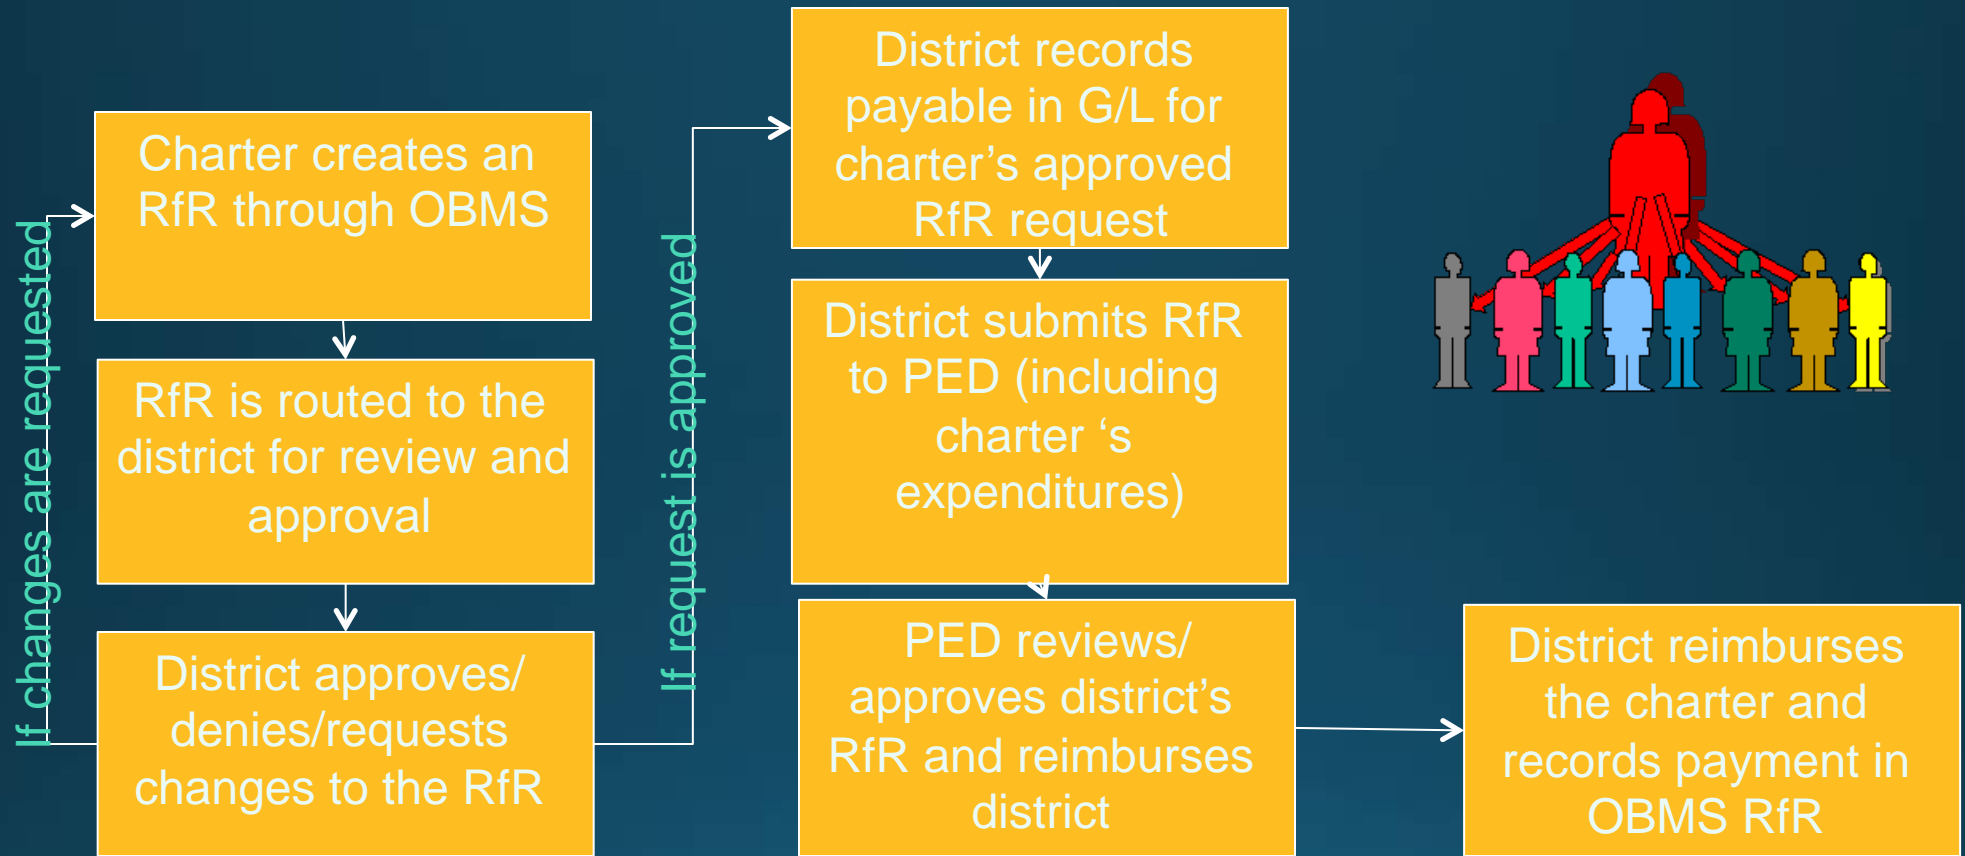 If changes are requested
Charter creates an
RfR through OBMS
RfR is routed to the
district for review and
approval
District approves/
denies/requests
changes to the RfR
If request is approved
District records
payable in G/L for
charter’s approved
RfR request
District submits RfR
to PED (including
charter ‘s
expenditures)
PED reviews/
approves district’s
RfR and reimburses
district
District reimburses
the charter and
records payment in
OBMS RfR